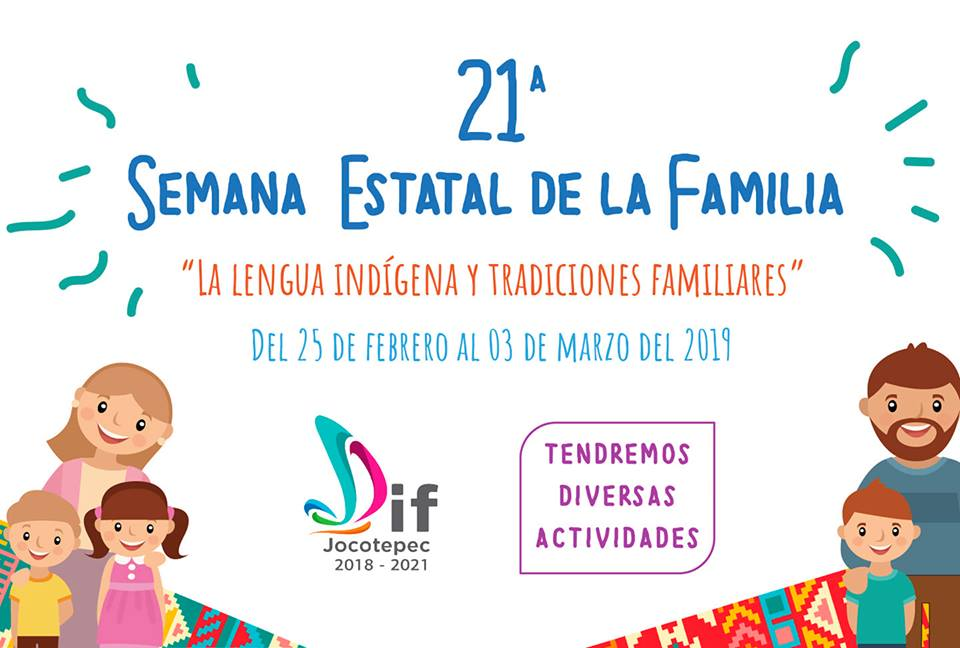 21ª
SEMANA ESTATAL DE LA FAMILIA
“LA LENGUA INDÍGENA Y TRADICIONES FAMILIARES”
DEL 25 DE FEBRERO AL 03 DE MARZO DEL 2019
Dif
Jocotepec
2018 - 2021
TENDREMOS
DIVERSAS
ACTIVIDADES